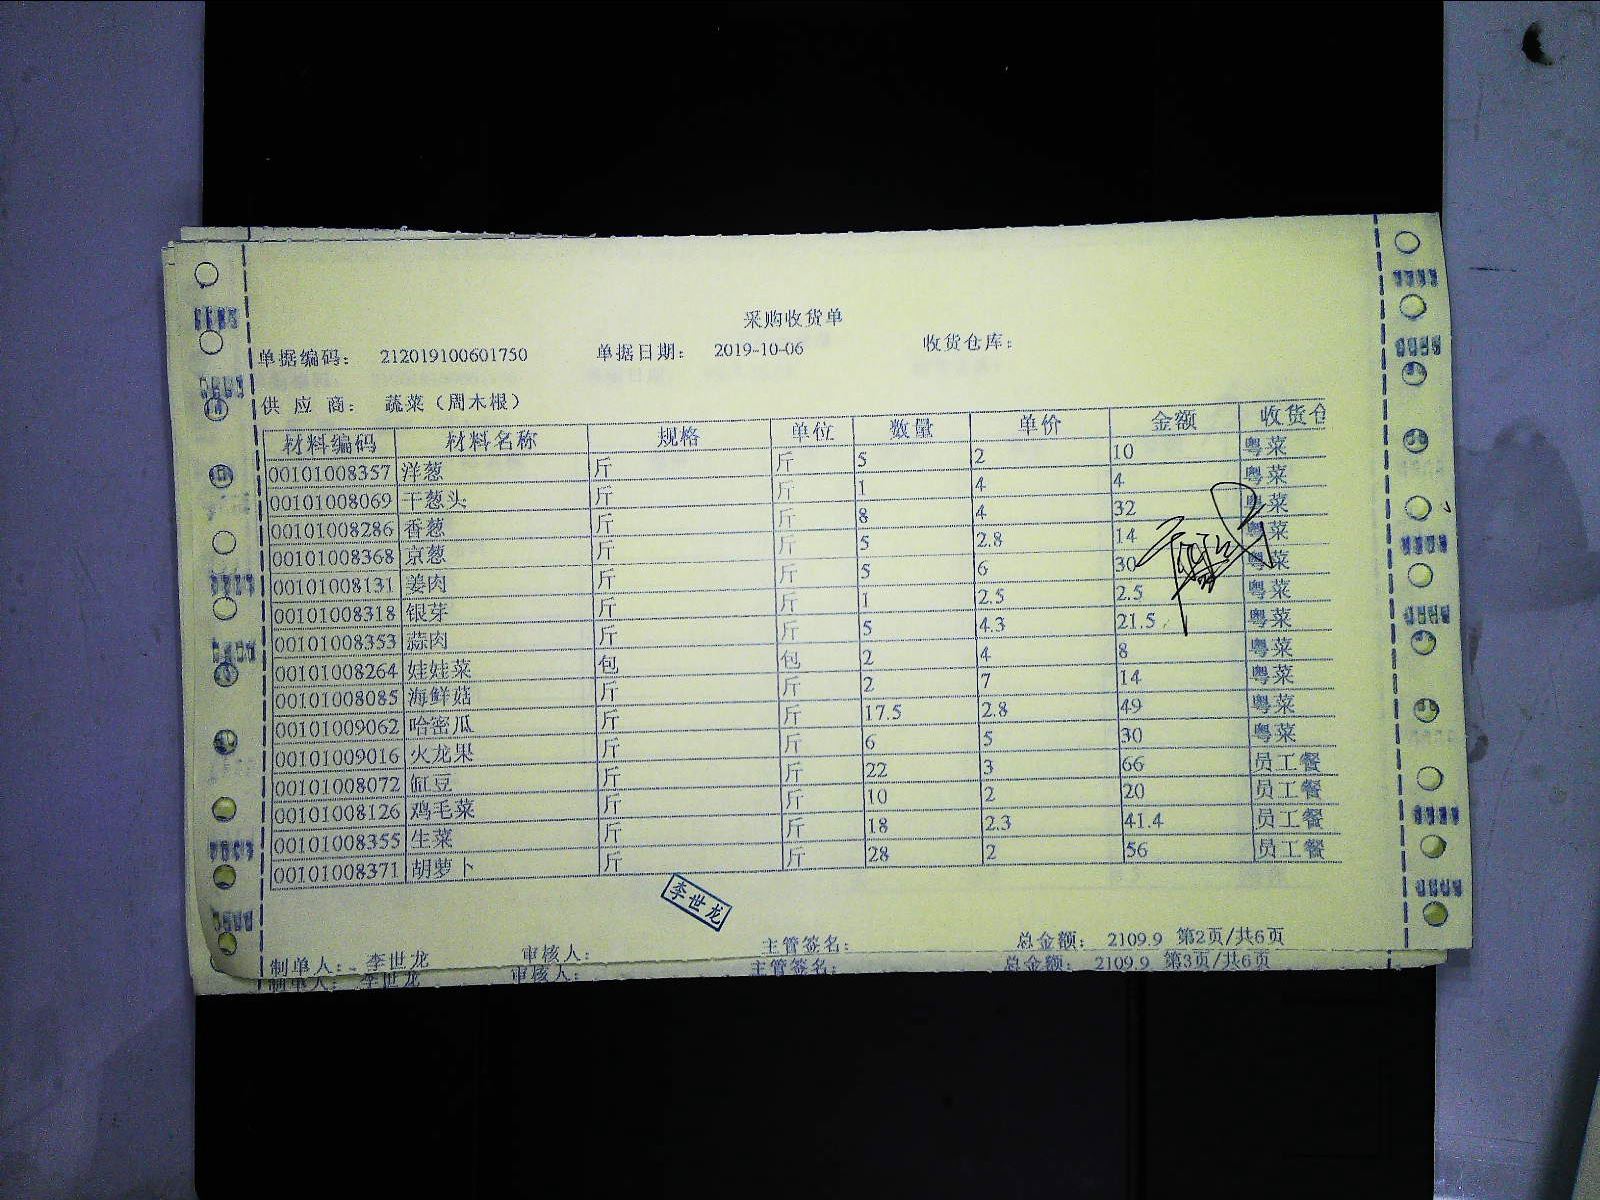 采购收货单
单据编码: 212019100601750 单据日期: 2019-10-06 收货仓库:
供应商: 蔬菜（周木根）
材料编码 材料名称 规格 单位 数量 单价 金额 收货仓
00101008357 洋葱 斤 斤 5 2 10 粤菜
00101008069 干葱头 斤 斤 1 4 4 粤菜
00101008286 香葱 斤 斤 8 4 32 粤菜
00101008368 京葱 斤 斤 5 2.8 14 粤菜
00101008131 姜肉 斤 斤 5 6 30 粤菜
00101008318 银芽 斤 斤 1 2.5 2.5 粤菜
00101008353 蒜肉 斤 斤 5 4.3 21.5 粤菜
00101008264 娃娃菜 包 包 2 4 8 粤菜
00101008085 海鲜菇 斤 斤 2 7 14 粤菜
00101009062 哈密瓜 斤 斤 17.5 2.8 49 粤菜
00101009016 火龙果 斤 斤 6 5 30 粤菜
00101008072 缸豆 斤 斤 22 3 66 员工餐
00101008126 鸡毛菜 斤 斤 10 2 20 员工餐
00101008355 生菜 斤 斤 18 2.3 41.4 员工餐
00101008371 胡萝卜 斤 斤 28 2 56 员工餐
李世龙
制单人: 李世龙 审核人: 主管签名: 总金额: 2109.9 第2页/共6页
制单人: 李世龙 审核人: 主管签名: 总金额: 2109.9 第3页/共6页